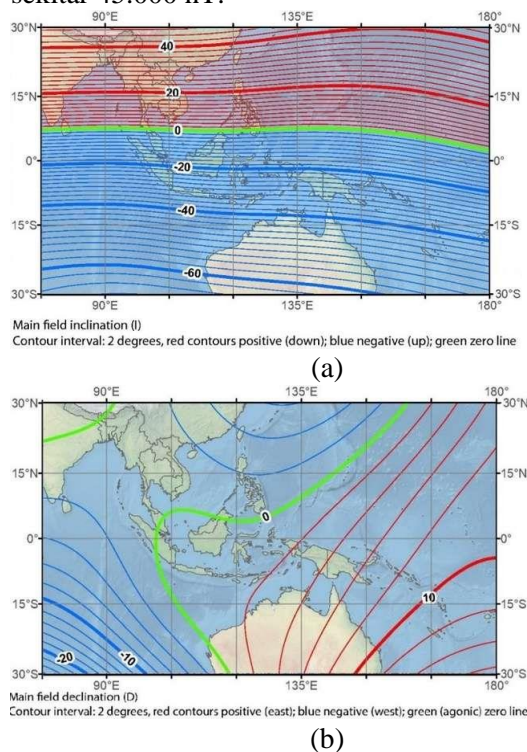 sekitar 45.000 nT.
90°E 135°E 180°
30°N 30°N
40
15°N 20 15°N
0
0° 0°
-20
-40
15°S 15°S
-60
30°S 30°S
90°E 135°E 180°
Main field inclination (I)
Contour interval: 2 degrees, red contours positive (down); blue negative (up); green zero line
(a)
90°E 135°E 180°
30°N 30°N
15°N 15°N
0
0° 0°
10
15°S 15°S
-20 -10
30°S 30°S
90°E 135°E 180°
Main field declination (D)
Contour interval: 2 degrees, red contours positive (east); blue negative (west); green (agonic) zero line
(b)